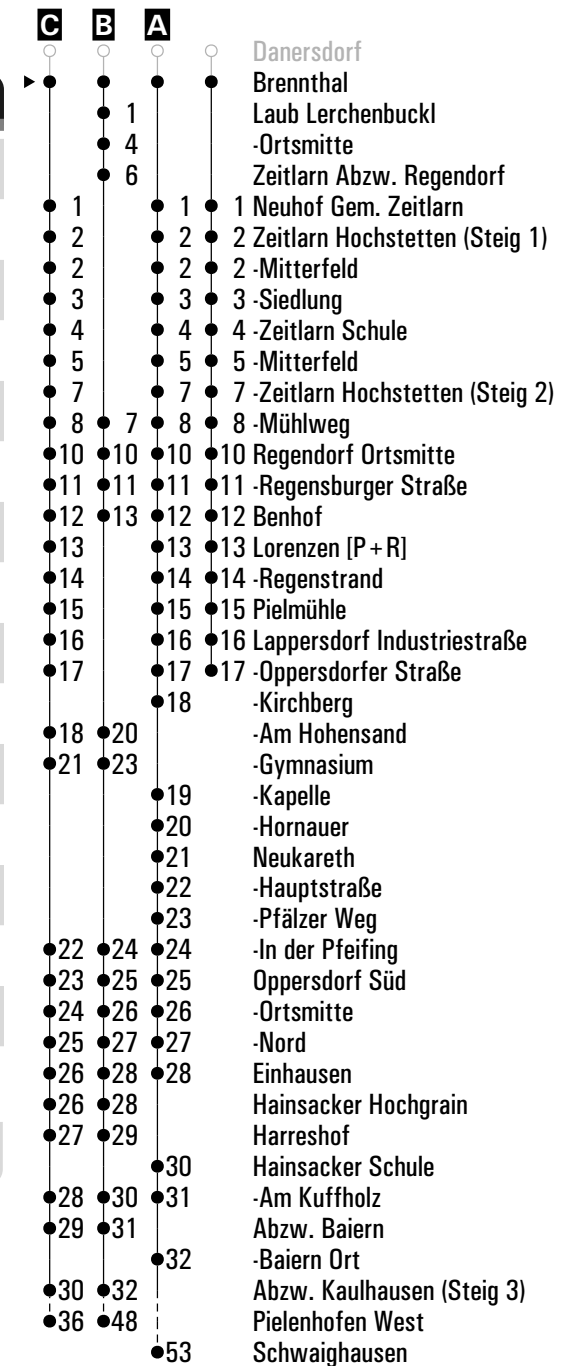 C B A
Danersdorf
Brennthal
1 Laub Lerchenbuckl
4 -Ortsmitte
6 Zeitlarn Abzw. Regendorf
1 1 1 Neuhof Gem. Zeitlarn
2 2 2 Zeitlarn Hochstetten (Steig 1)
2 2 2 -Mitterfeld
3 3 3 -Siedlung
4 4 4 -Zeitlarn Schule
5 5 5 -Mitterfeld
7 7 7 -Zeitlarn Hochstetten (Steig 2)
8 7 8 8 -Mühlweg
10 10 10 10 Regendorf Ortsmitte
11 11 11 11 -Regensburger Straße
12 13 12 12 Benhof
13 13 13 Lorenzen [P+R]
14 14 14 -Regenstrand
15 15 15 Pielmühle
16 16 16 Lappersdorf Industriestraße
17 17 17 -Oppersdorfer Straße
18 -Kirchberg
18 20 -Am Hohensand
21 23 -Gymnasium
19 -Kapelle
20 -Hornauer
21 Neukareth
22 -Hauptstraße
23 -Pfälzer Weg
22 24 24 -In der Pfeifing
23 25 25 Oppersdorf Süd
24 26 26 -Ortsmitte
25 27 27 -Nord
26 28 28 Einhausen
26 28 Hainsacker Hochgrain
27 29 Harreshof
30 Hainsacker Schule
28 30 31 -Am Kuffholz
29 31 Abzw. Baiern
32 -Baiern Ort
30 32 Abzw. Kaulhausen (Steig 3)
36 48 Pielenhofen West
53 Schwaighausen